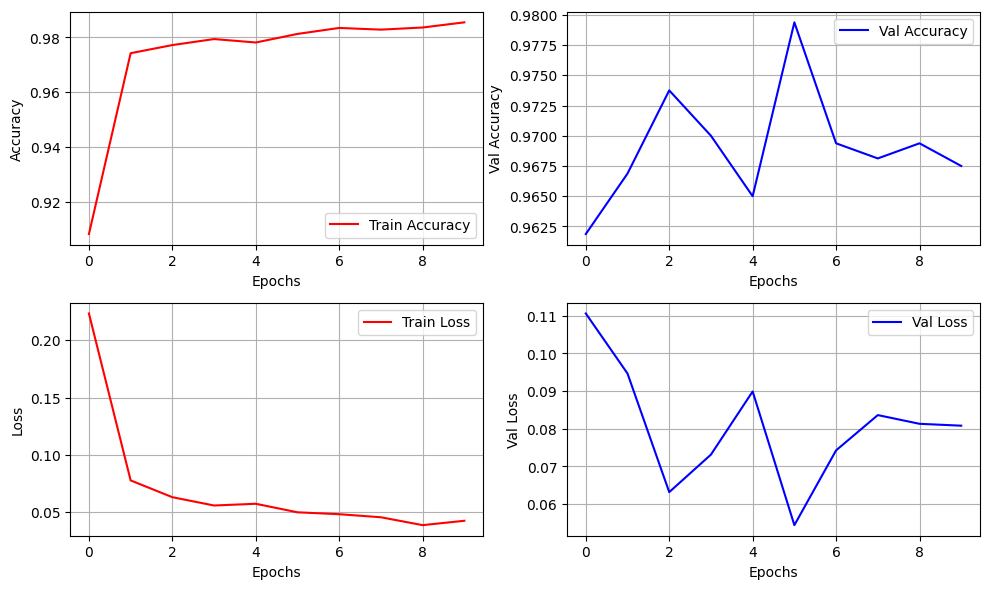 0.98
0.96
0.94
0.92
Accuracy
0 2 4 6 8
Epochs
Train Accuracy
0.9800
0.9775
0.9750
0.9725
0.9700
0.9675
0.9650
0.9625
Val Accuracy
0 2 4 6 8
Epochs
Val Accuracy
0.20
0.15
0.10
0.05
Loss
0 2 4 6 8
Epochs
Train Loss
0.11
0.10
0.09
0.08
0.07
0.06
Val Loss
0 2 4 6 8
Epochs
Val Loss